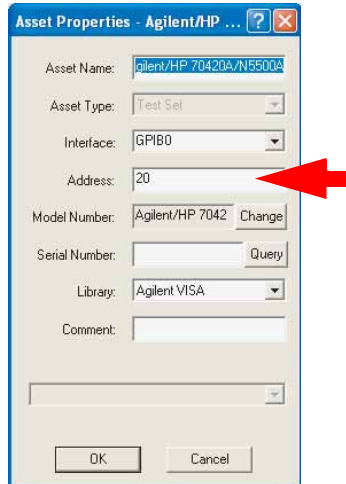 Asset Properties - Agilent/HP ...
Asset Name: gilent/HP 70420A/N5500A
Asset Type: Test Set
Interface: GPIB0
Address: 20
Model Number: Agilent/HP 7042 Change
Serial Number: Query
Library: Agilent VISA
Comment:
OK Cancel